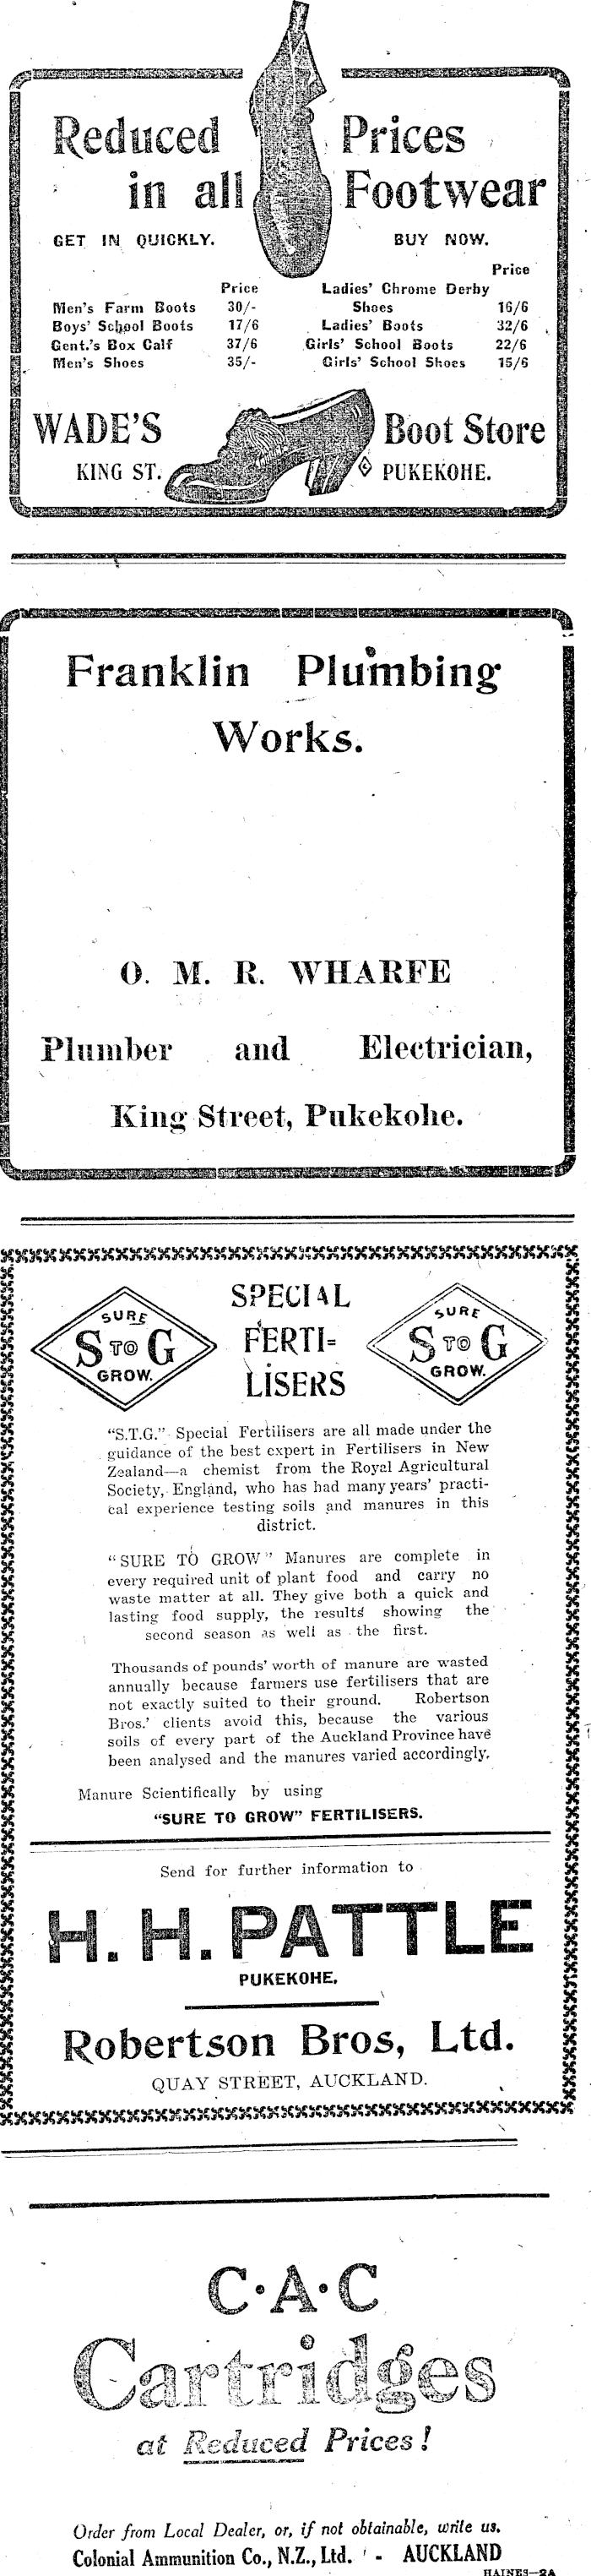 Reduced Prices
in all Footwear
GET IN QUICKLY. BUY NOW.
Price
Men's Farm Boots 30/-
Boys' School Boots 17/6
Gent.'s Box Calf 37/6
Men's Shoes 35/-
Price
Ladies' Chrome Derby
Shoes 16/6
Ladies' Boots 32/6
Girls' School Boots 22/6
Girls' School Shoes 15/6
WADE'S Boot Store
KING ST. PUKEKOHE.
Franklin Plumbing
Works.
O. M. R. WHARFE
Plumber and Electrician,
King Street, Pukekohe.
SURE
S TO G
GROW.
SPECIAL
FERTI=
LISERS
SURE
S TO G
GROW.
"S.T.G." Special Fertilisers are all made under the
guidance of the best expert in Fertilisers in New
Zealand—a chemist from the Royal Agricultural
Society, England, who has had many years' practi-
cal experience testing soils and manures in this
district.
"SURE TO GROW" Manures are complete in
every required unit of plant food and carry no
waste matter at all. They give both a quick and
lasting food supply, the results showing the
second season as well as the first.
Thousands of pounds' worth of manure are wasted
annually because farmers use fertilisers that are
not exactly suited to their ground. Robertson
Bros.' clients avoid this, because the various
soils of every part of the Auckland Province have
been analysed and the manures varied accordingly.
Manure Scientifically by using
"SURE TO GROW" FERTILISERS.
Send for further information to
H. H. PATTLE
PUKEKOHE.
Robertson Bros, Ltd.
QUAY STREET, AUCKLAND.
C·A·C
Cartridges
at Reduced Prices!
Order from Local Dealer, or, if not obtainable, write us.
Colonial Ammunition Co., N.Z., Ltd. - AUCKLAND
HAINES—2A